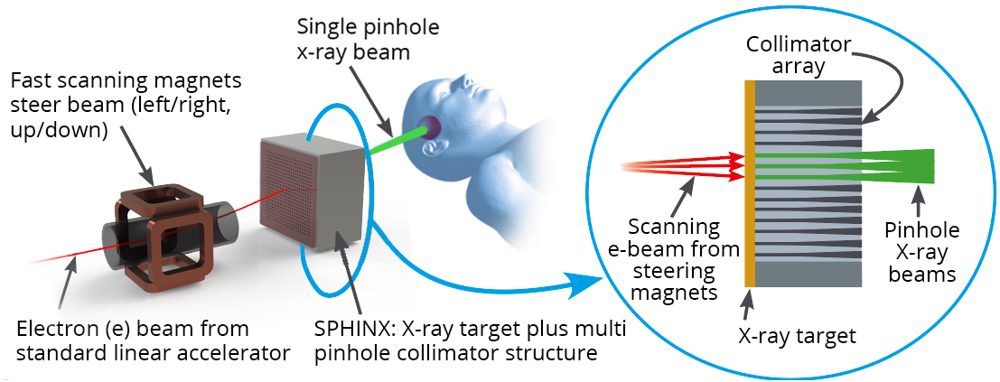 Single pinhole
x-ray beam
Fast scanning magnets
steer beam (left/right,
up/down)
Electron (e) beam from
standard linear accelerator
SPHINX: X-ray target plus multi
pinhole collimator structure
Collimator
array
Scanning
e-beam from
steering
magnets
Pinhole
X-ray
beams
X-ray target